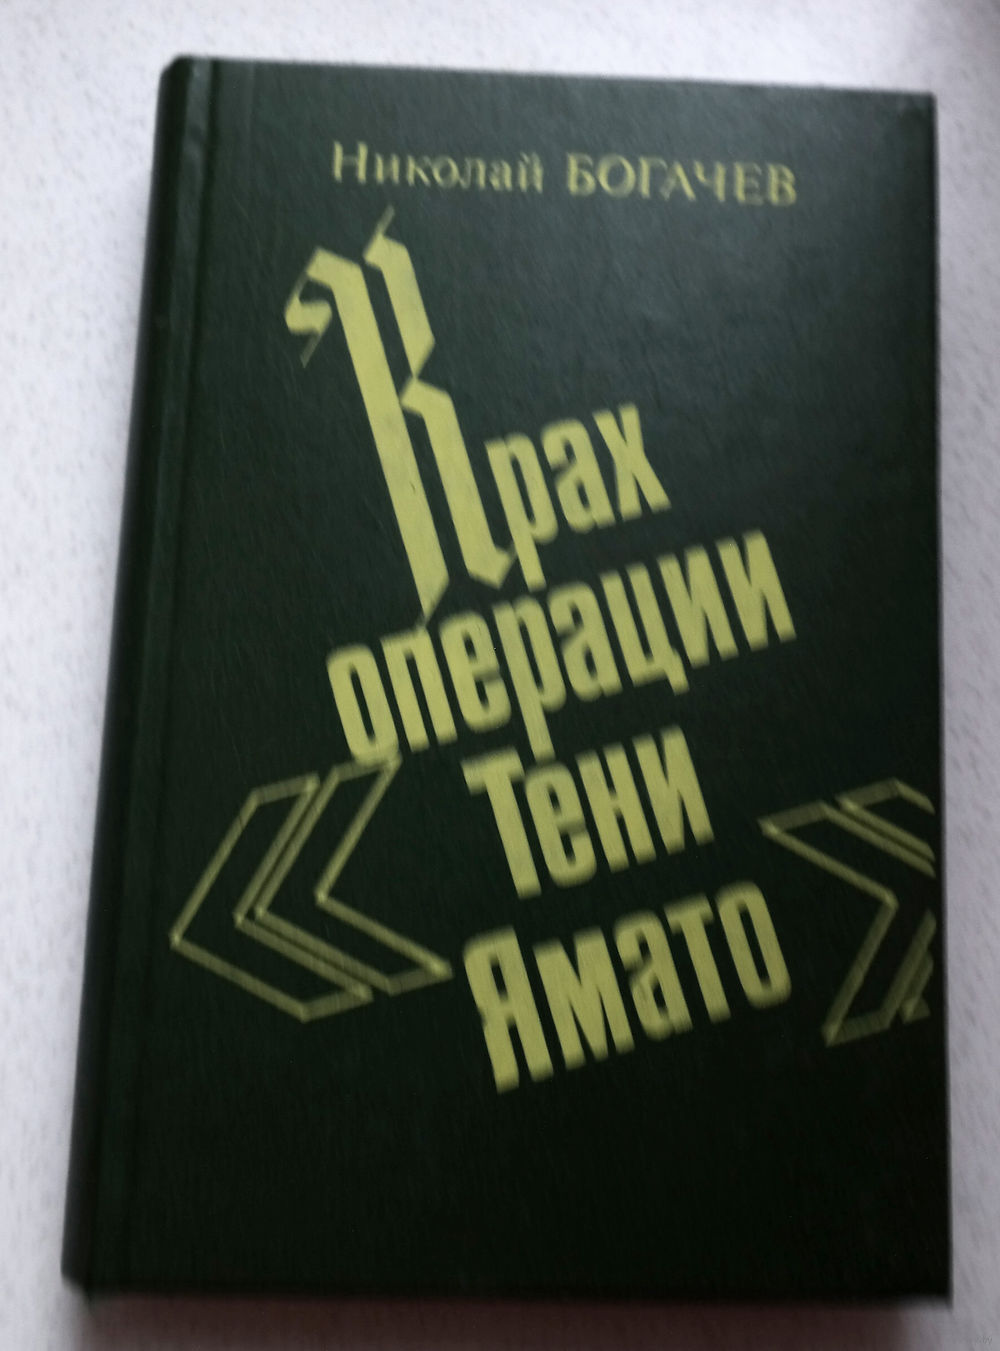 Николай БОГАЧЕВ
Крах
операции
«Тени
Ямато»